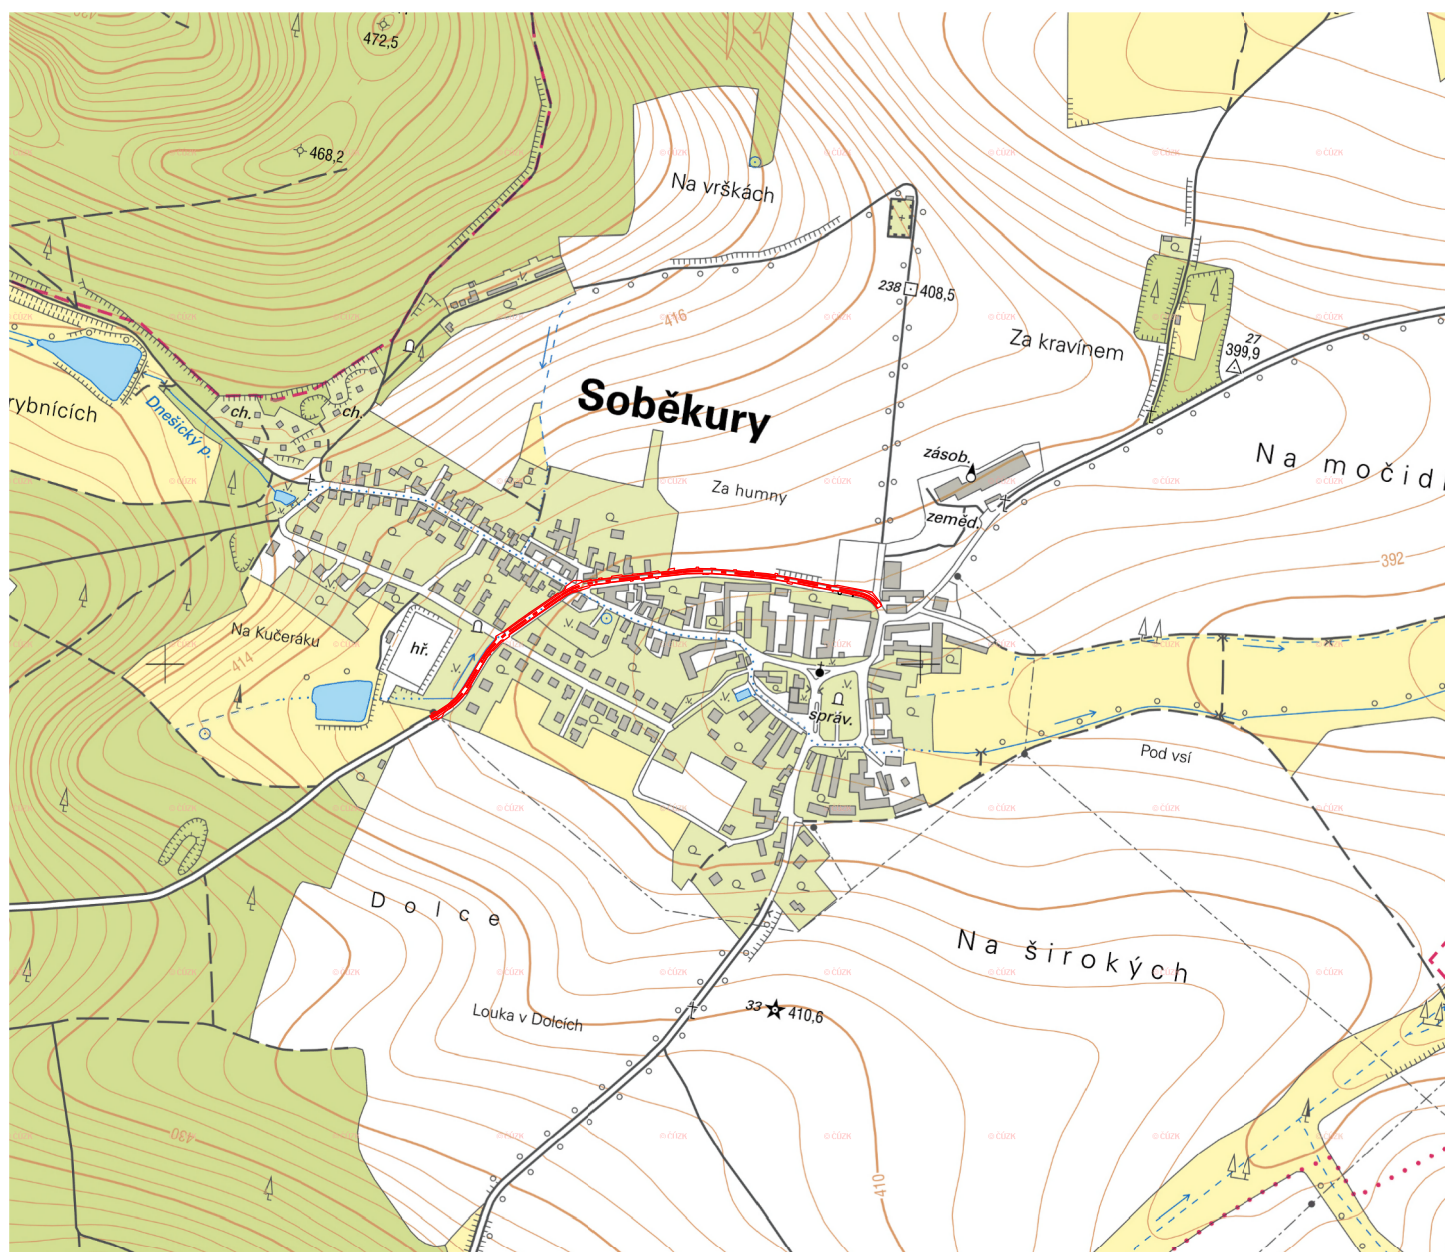 472,5
468,2
Na vrškách
238
408,5
416
Za kravínem
27
399,9
rybnících
Dnešický p.
ch.
ch.
Soběkury
zásob.
Na močid
Za humny
zeměd.
392
Na Kučeráku
414
hř.
správ.
Pod vsí
Dolce
Na širokých
Louka v Dolcích
33
410,6
430
410
© ČÚZK